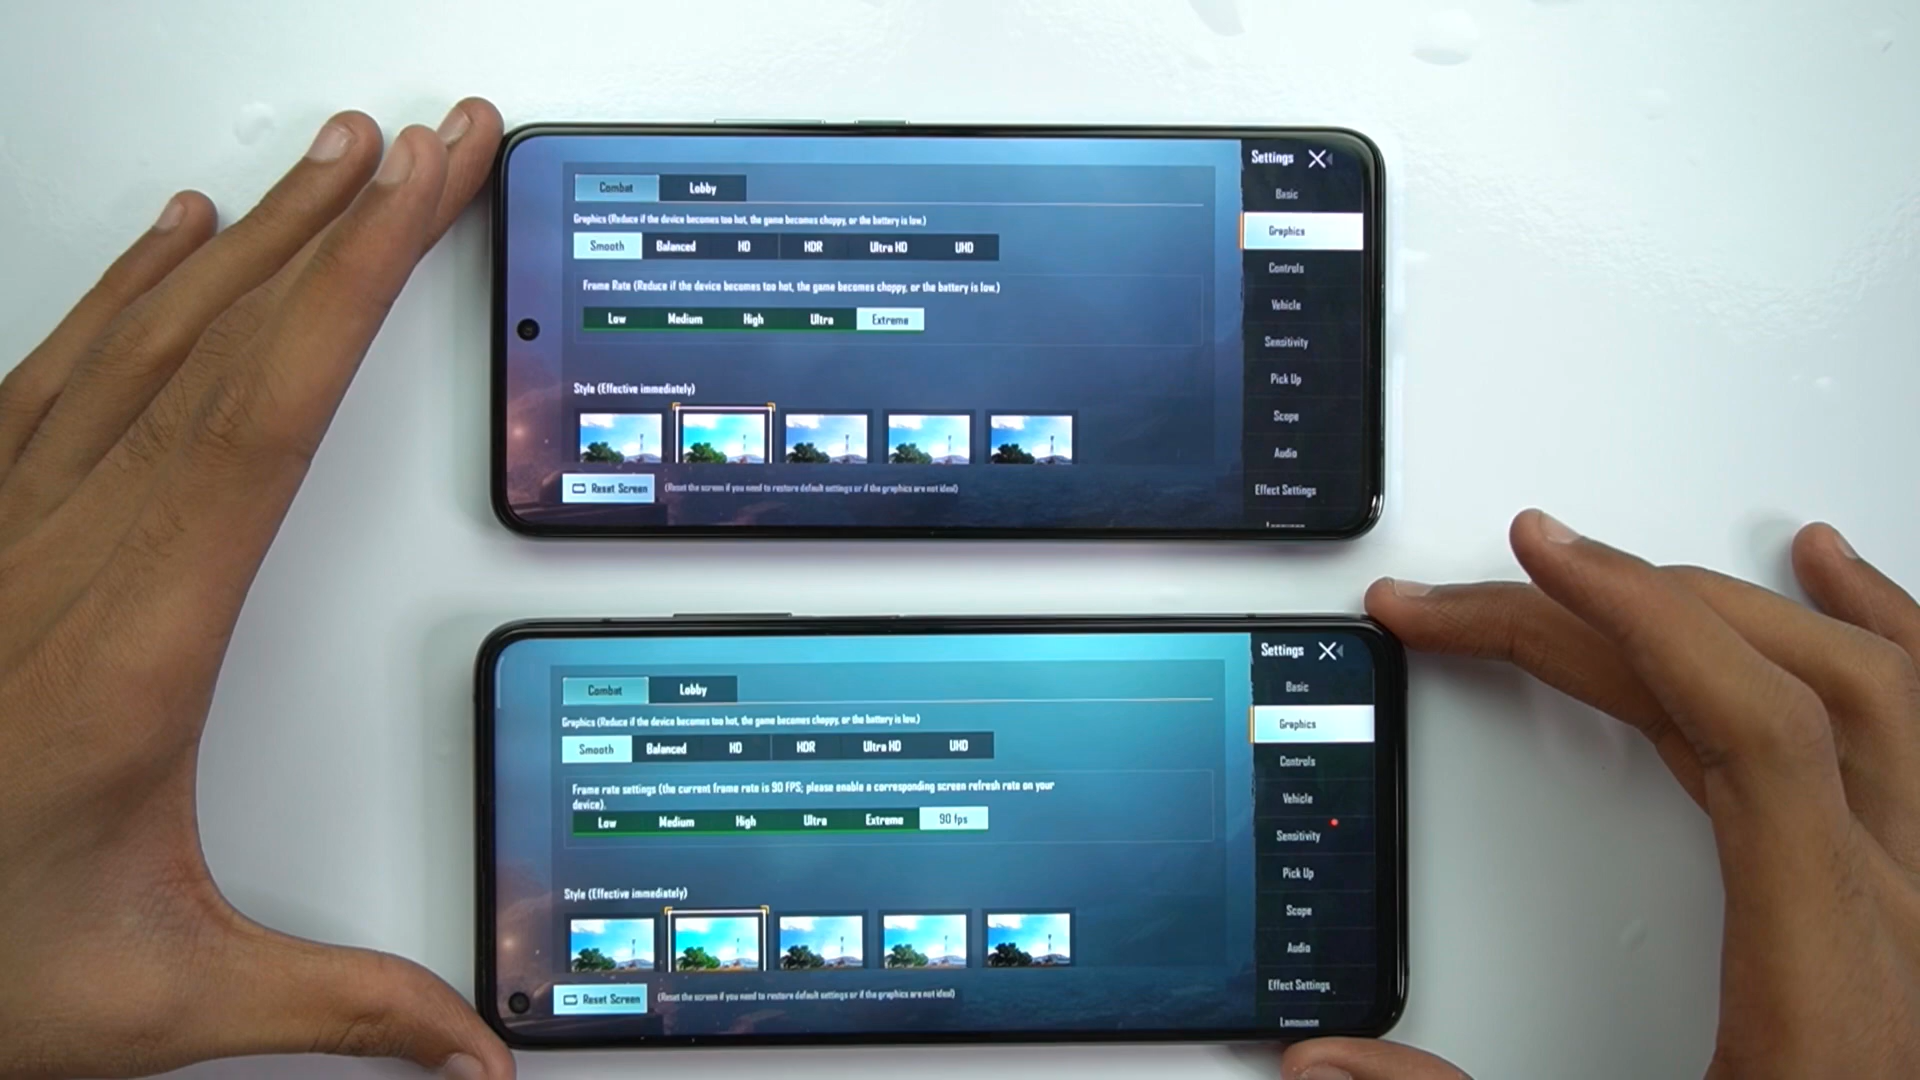 Settings
Combat Lobby
Basic
Graphics (Reduce if the device becomes too hot, the game becomes choppy, or the battery is low.)
Graphics
Smooth Balanced HD HDR Ultra HD UHD
Controls
Frame Rate (Reduce if the device becomes too hot, the game becomes choppy, or the battery is low.)
Vehicle
Low Medium High Ultra Extreme
Sensitivity
Pick Up
Style (Effective immediately)
Scope
Audio
Reset Screen (Reset the screen if you need to restore default settings or if the graphics are not ideal)
Effect Settings
Settings
Combat Lobby
Basic
Graphics (Reduce if the device becomes too hot, the game becomes choppy, or the battery is low.)
Graphics
Smooth Balanced HD HDR Ultra HD UHD
Controls
Frame rate settings (the current frame rate is 90 FPS; please enable a corresponding screen refresh rate on your
device).
Vehicle
Low Medium High Ultra Extreme 90 fps
Sensitivity
Pick Up
Style (Effective immediately)
Scope
Audio
Reset Screen (Reset the screen if you need to restore default settings or if the graphics are not ideal)
Effect Settings
Language